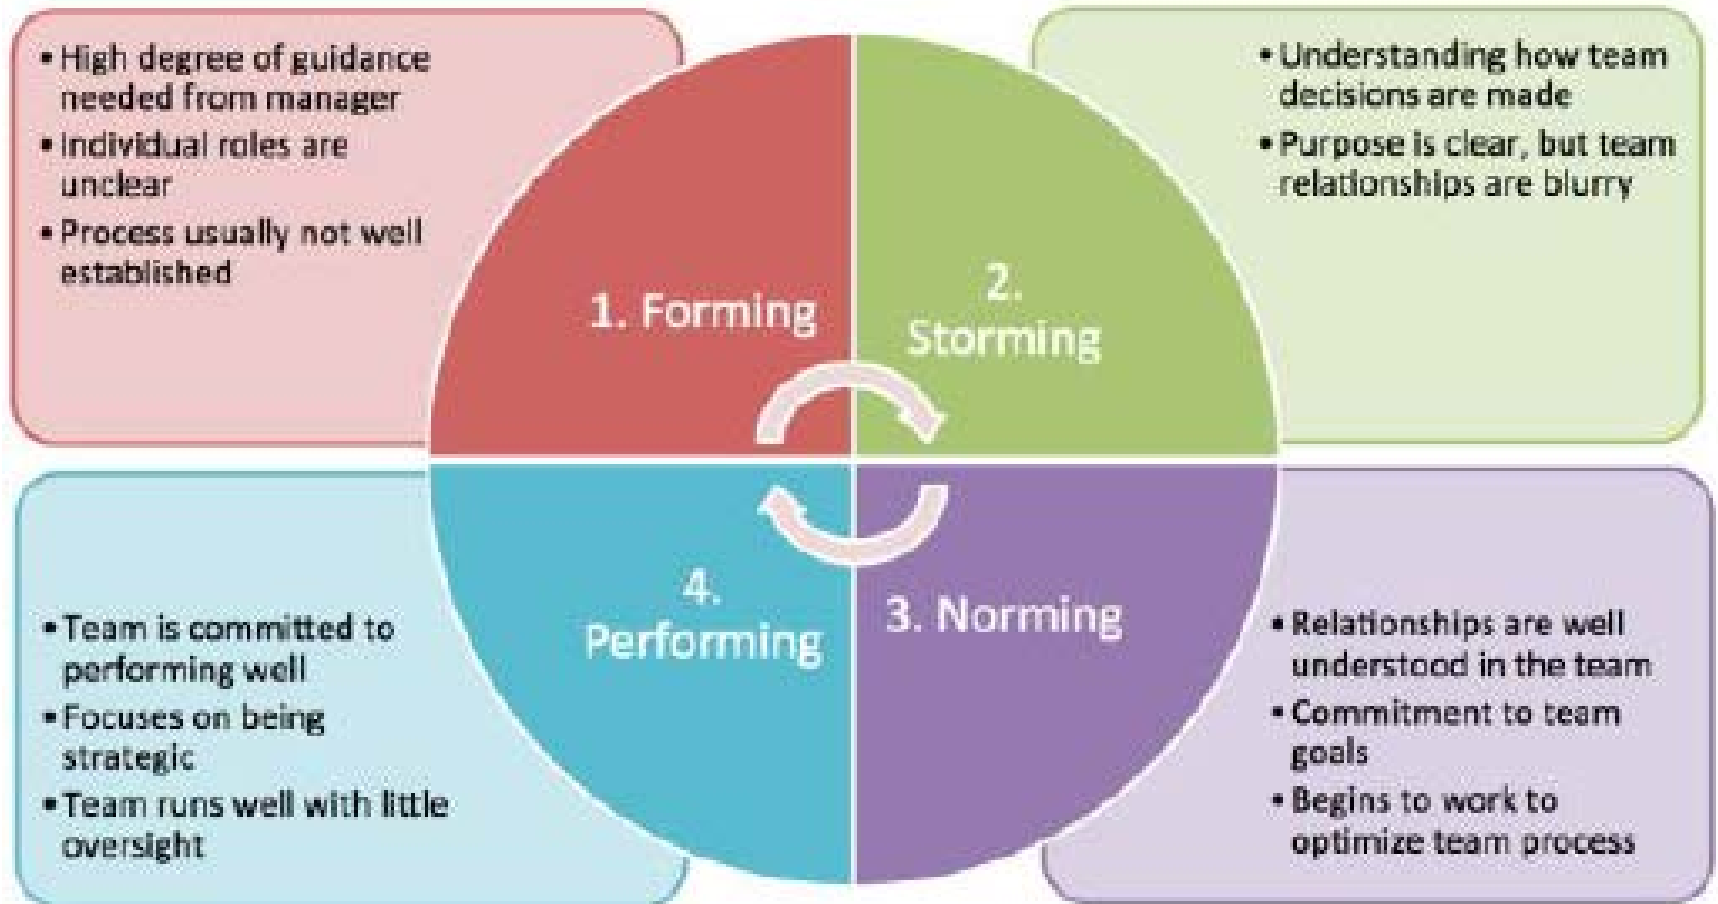 • High degree of guidance
needed from manager
• Individual roles are
unclear
• Process usually not well
established
1. Forming
• Understanding how team
decisions are made
• Purpose is clear, but team
relationships are blurry
2.
Storming
• Relationships are well
understood in the team
• Commitment to team
goals
• Begins to work to
optimize team process
3. Norming
• Team is committed to
performing well
• Focuses on being
strategic
• Team runs well with little
oversight
4.
Performing